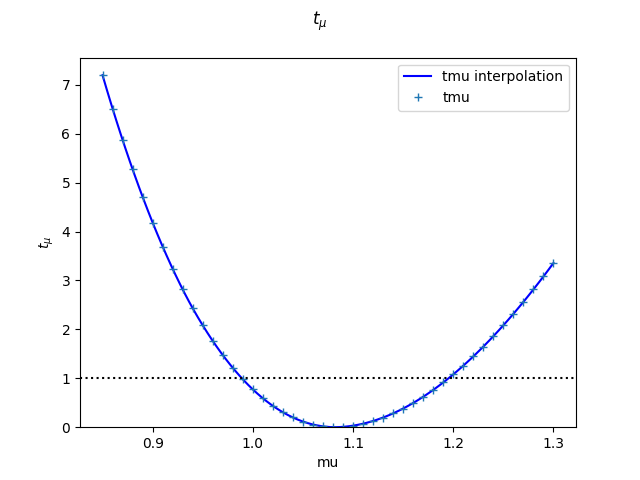 t_μ
tmu interpolation
tmu
t_μ
7
6
5
4
3
2
1
0
0.9 1.0 1.1 1.2 1.3
mu